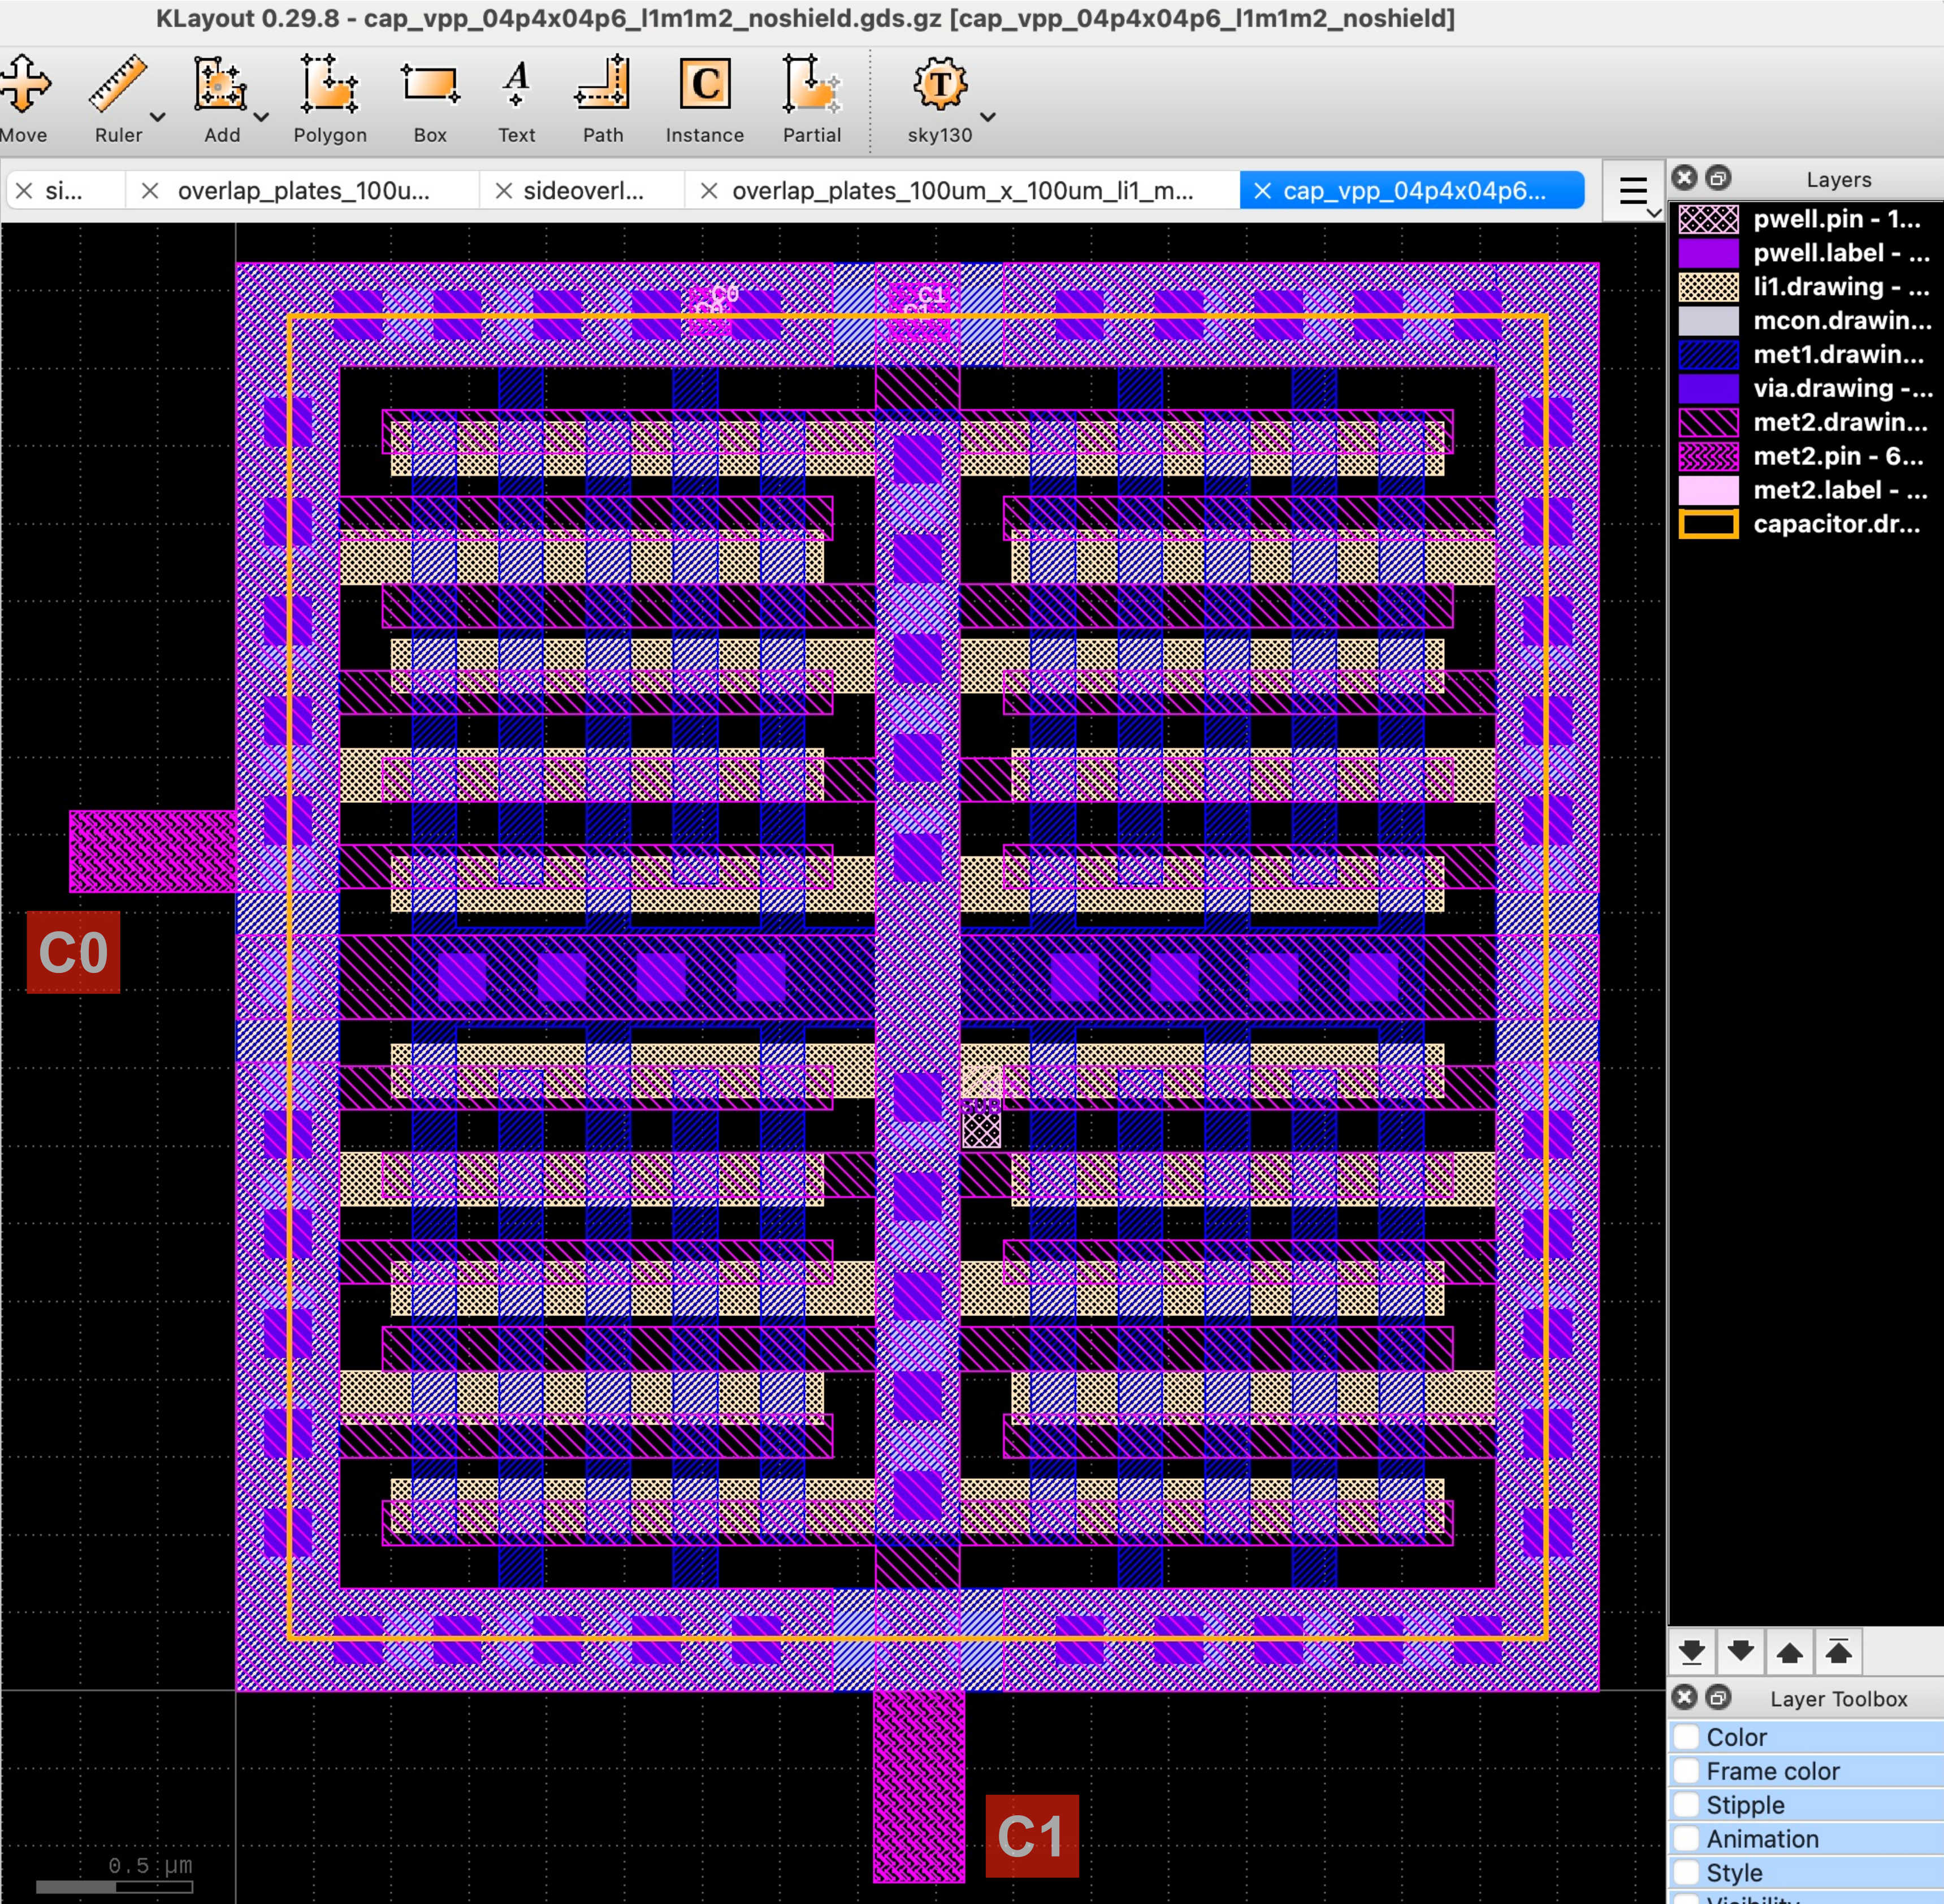 KLayout 0.29.8 - cap_vpp_04p4x04p6_l1m1m2_noshield.gds.gz [cap_vpp_04p4x04p6_l1m1m2_noshield]
Move Ruler Add Polygon Box Text Path Instance Partial sky130
si... overlap_plates_100u... sideoverl... overlap_plates_100um_x_100um_li1_m... cap_vpp_04p4x04p6...
Layers
pwell.pin - 1...
pwell.label - ...
li1.drawing - ...
mcon.drawin...
met1.drawin...
via.drawing -...
met2.drawin...
met2.pin - 6...
met2.label - ...
capacitor.dr...
C0
C1
C0
C1
0.5 µm
Layer Toolbox
Color
Frame color
Stipple
Animation
Style